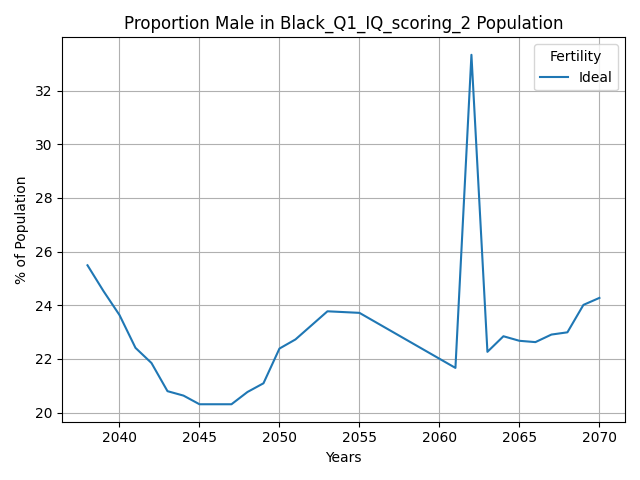 Proportion Male in Black_Q1_IQ_scoring_2 Population
Fertility
Ideal
% of Population
32
30
28
26
24
22
20
2040
2045
2050
2055
2060
2065
2070
Years